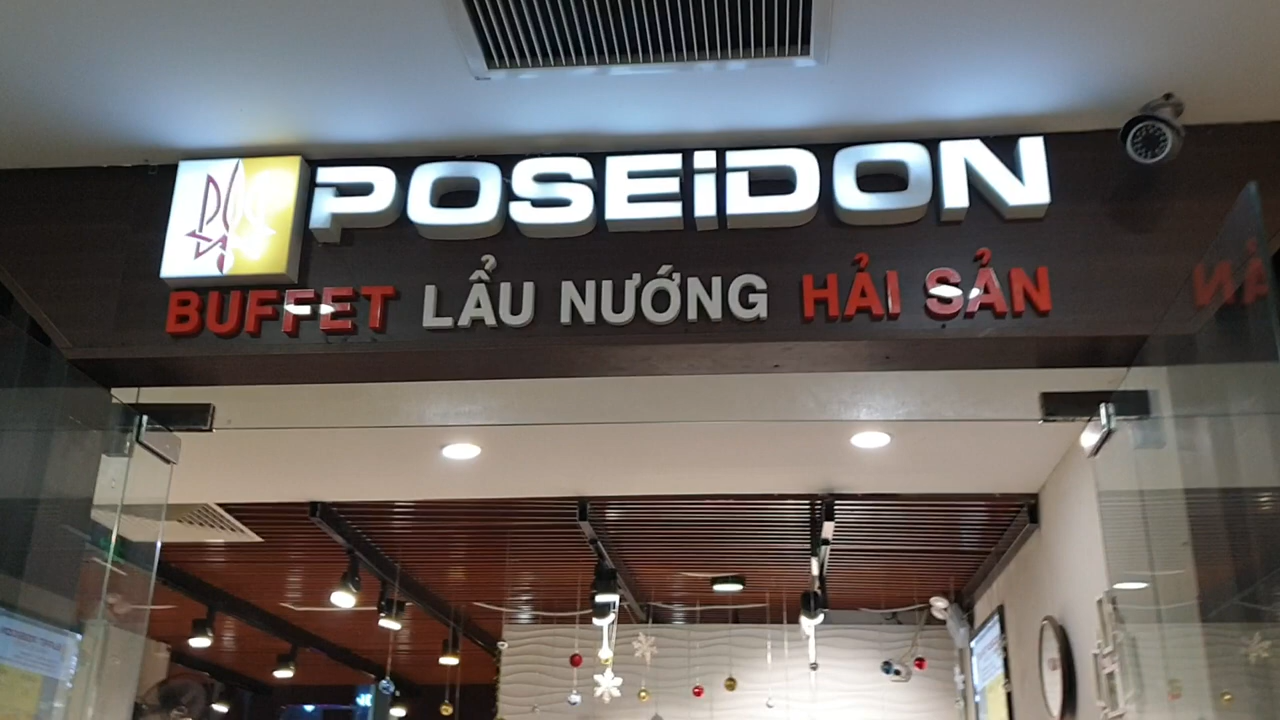 POSEIDON
BUFFET LẨU NƯỚNG HẢI SẢN